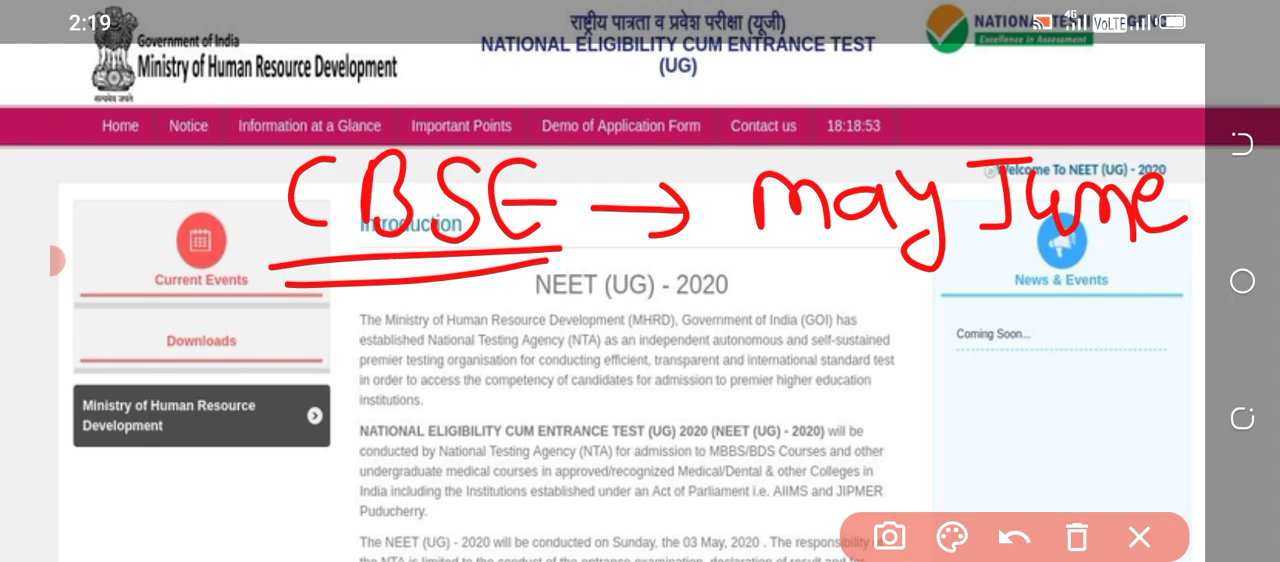 2:19
4G VoLTE
Government of India
Ministry of Human Resource Development
सत्यमेव जयते
राष्ट्रीय पात्रता व प्रवेश परीक्षा (यूजी)
NATIONAL ELIGIBILITY CUM ENTRANCE TEST
(UG)
NATIONAL
Excellence in Assessment
Home Notice Information at a Glance Important Points Demo of Application Form Contact us 18:18:53
Welcome To NEET (UG) - 2020
CBSE → may June
Introduction
Current Events
Downloads
Ministry of Human Resource
Development
NEET (UG) - 2020
The Ministry of Human Resource Development (MHRD), Government of India (GOI) has
established National Testing Agency (NTA) as an independent autonomous and self-sustained
premier testing organisation for conducting efficient, transparent and international standard test
in order to access the competency of candidates for admission to premier higher education
institutions.
NATIONAL ELIGIBILITY CUM ENTRANCE TEST (UG) 2020 (NEET (UG) - 2020) will be
conducted by National Testing Agency (NTA) for admission to MBBS/BDS Courses and other
undergraduate medical courses in approved/recognized Medical/Dental & other Colleges in
India including the Institutions established under an Act of Parliament i.e. AIIMS and JIPMER
Puducherry.
The NEET (UG) - 2020 will be conducted on Sunday, the 03 May, 2020 . The responsibility
News & Events
Coming Soon...